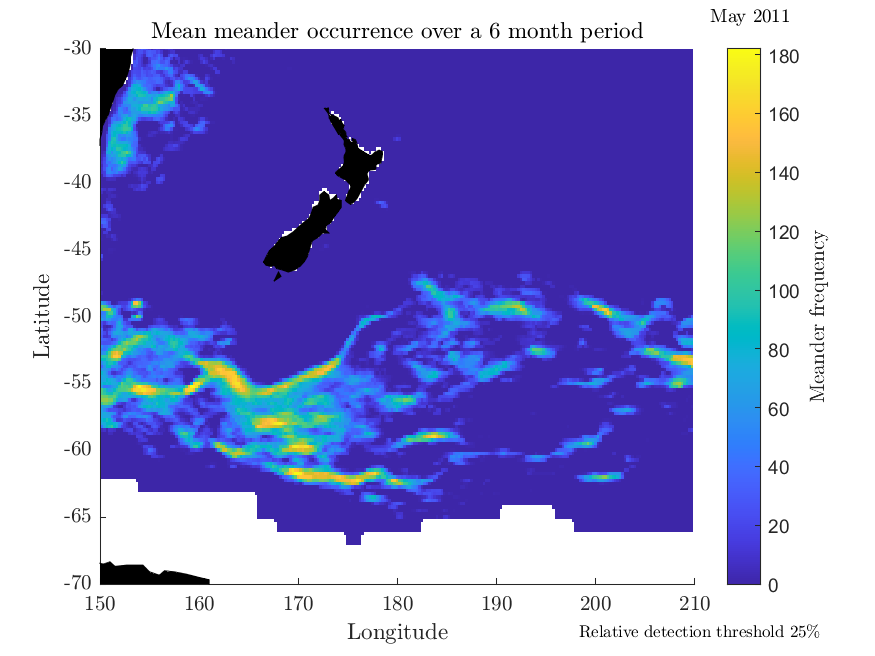 May 2011
Mean meander occurrence over a 6 month period
-30
-35
-40
-45
-50
-55
-60
-65
-70
Latitude
150 160 170 180 190 200 210
Longitude
180
160
140
120
100
80
60
40
20
0
Meander frequency
Relative detection threshold 25%